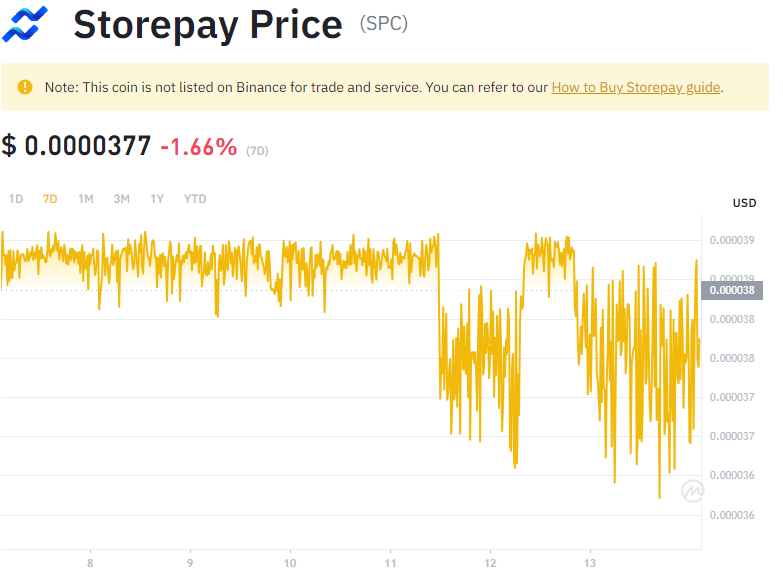 Storepay Price (SPC)
Note: This coin is not listed on Binance for trade and service. You can refer to our How to Buy Storepay guide.
$ 0.0000377 -1.66% (7D)
1D 7D 1M 3M 1Y YTD
USD
0.000039
0.000039
0.000038
0.000038
0.000038
0.000037
0.000037
0.000036
0.000036
8 9 10 11 12 13